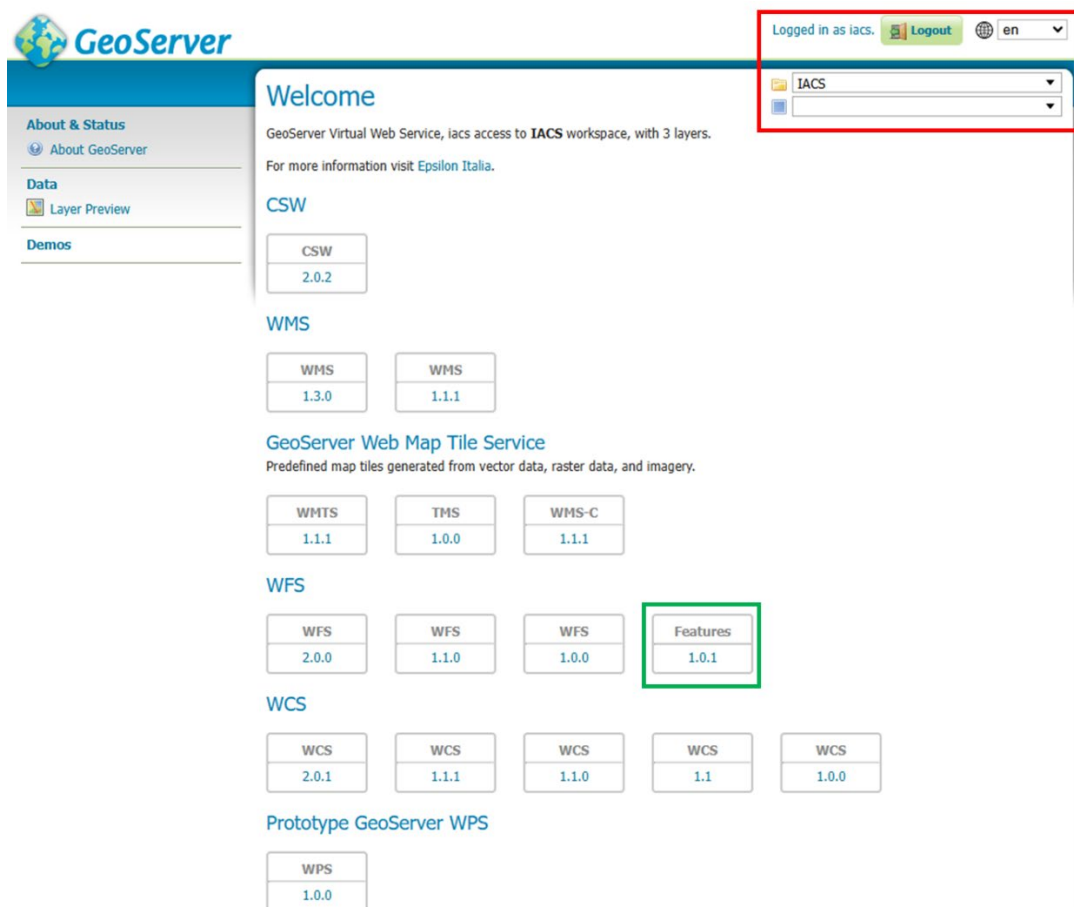 GeoServer
Logged in as iacs.
Logout
en
IACS
About & Status
About GeoServer
Data
Layer Preview
Demos
Welcome
GeoServer Virtual Web Service, iacs access to IACS workspace, with 3 layers.
For more information visit Epsilon Italia.
CSW
CSW
2.0.2
WMS
WMS WMS
1.3.0 1.1.1
GeoServer Web Map Tile Service
Predefined map tiles generated from vector data, raster data, and imagery.
WMTS TMS WMS-C
1.1.1 1.0.0 1.1.1
WFS
WFS WFS WFS Features
2.0.0 1.1.0 1.0.0 1.0.1
WCS
WCS WCS WCS WCS WCS
2.0.1 1.1.1 1.1.0 1.1 1.0.0
Prototype GeoServer WPS
WPS
1.0.0